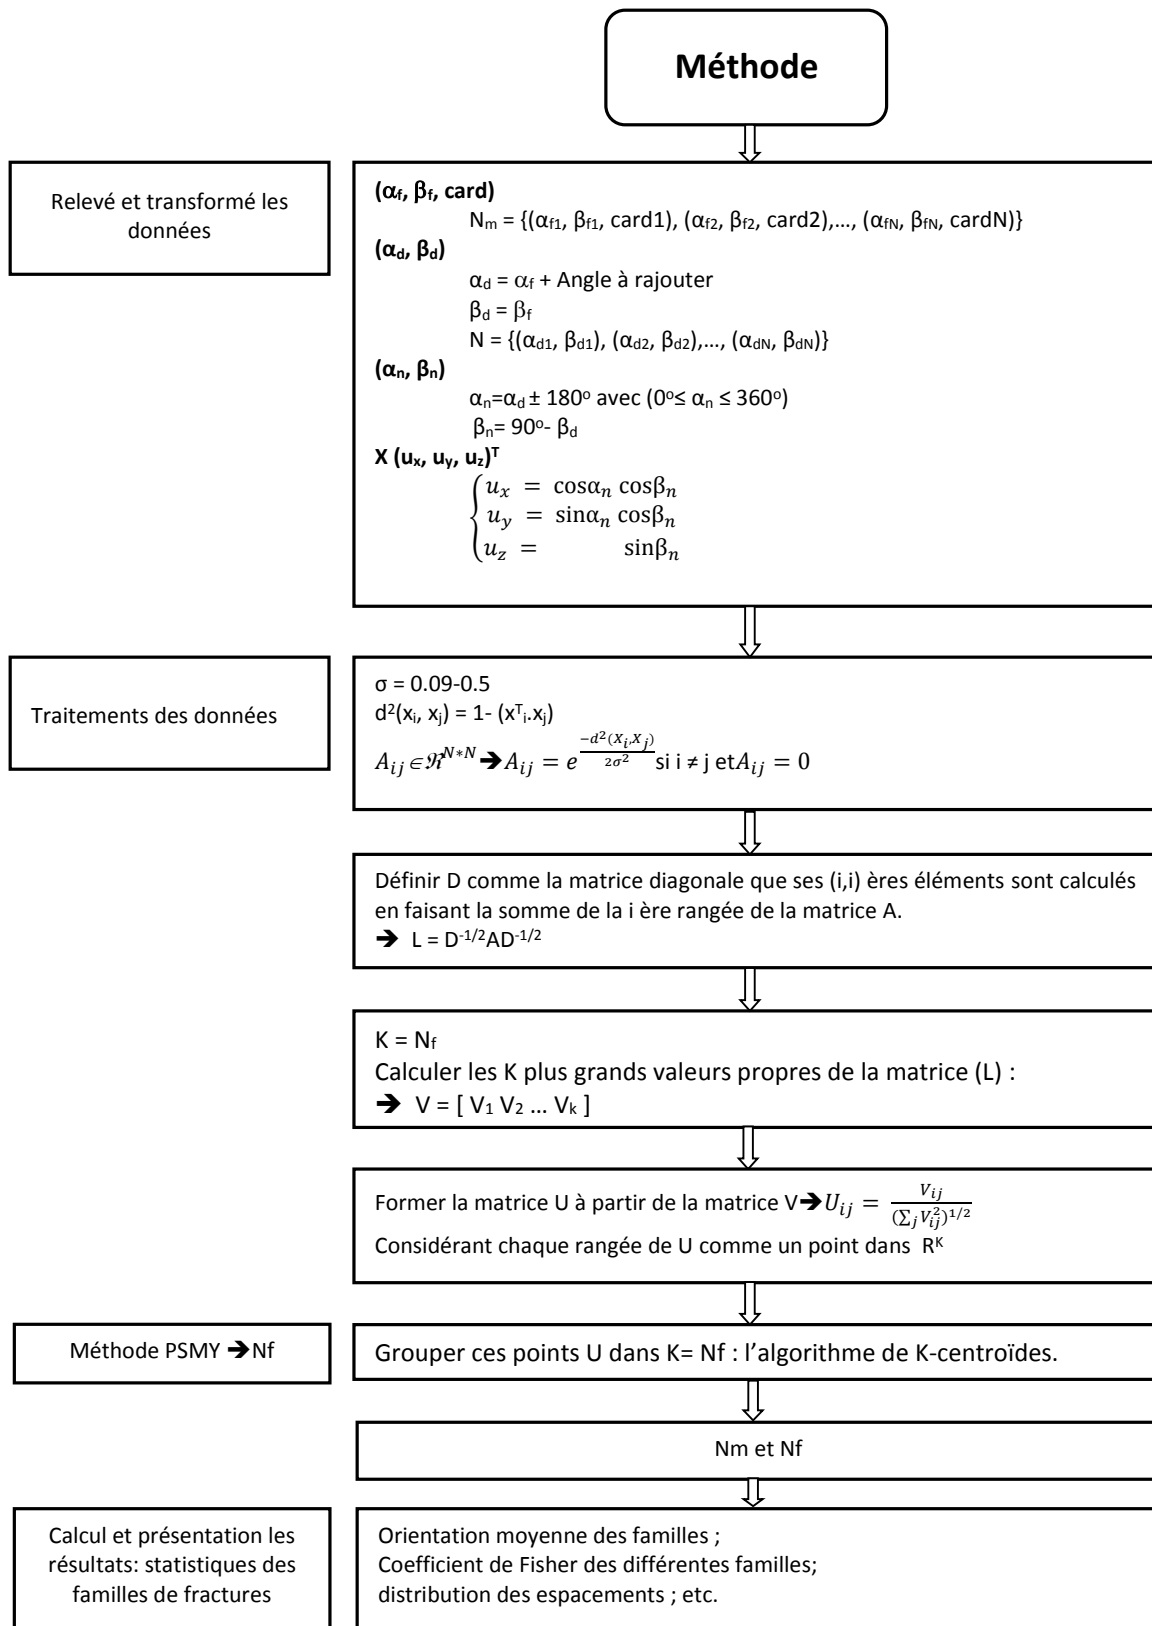 Méthode
Relevé et transformé les
données
(αf, βf, card)
Nm = {(αf1, βf1, card1), (αf2, βf2, card2),..., (αfN, βfN, cardN)}
(αd, βd)
αd = αf + Angle à rajouter
βd = βf
N = {(αd1, βd1), (αd2, βd2),..., (αdN, βdN)}
(αn, βn)
αn=αd ± 180° avec (0°≤ αn ≤ 360°)
βn= 90°- βd
X (ux, uy, uz)ᵀ
ux = cosαn cosβn
uy = sinαn cosβn
uz = sinβn
Traitements des données
σ = 0.09-0.5
d²(xi, xj) = 1- (xᵀi.xj)
Aij ∈ ℜ^N*N ➔ Aij = e^(-d²(Xi,Xj)/2σ²) si i ≠ j et Aij = 0
Définir D comme la matrice diagonale que ses (i,i) ères éléments sont calculés
en faisant la somme de la i ère rangée de la matrice A.
➔ L = D^-1/2AD^-1/2
K = Nf
Calculer les K plus grands valeurs propres de la matrice (L) :
➔ V = [ V1 V2 ... Vk ]
Former la matrice U à partir de la matrice V ➔ Uij = Vij/(∑j Vij²)^1/2
Considérant chaque rangée de U comme un point dans R^K
Méthode PSMY ➔ Nf
Grouper ces points U dans K= Nf : l’algorithme de K-centroïdes.
Nm et Nf
Calcul et présentation les
résultats: statistiques des
familles de fractures
Orientation moyenne des familles ;
Coefficient de Fisher des différentes familles;
distribution des espacements ; etc.